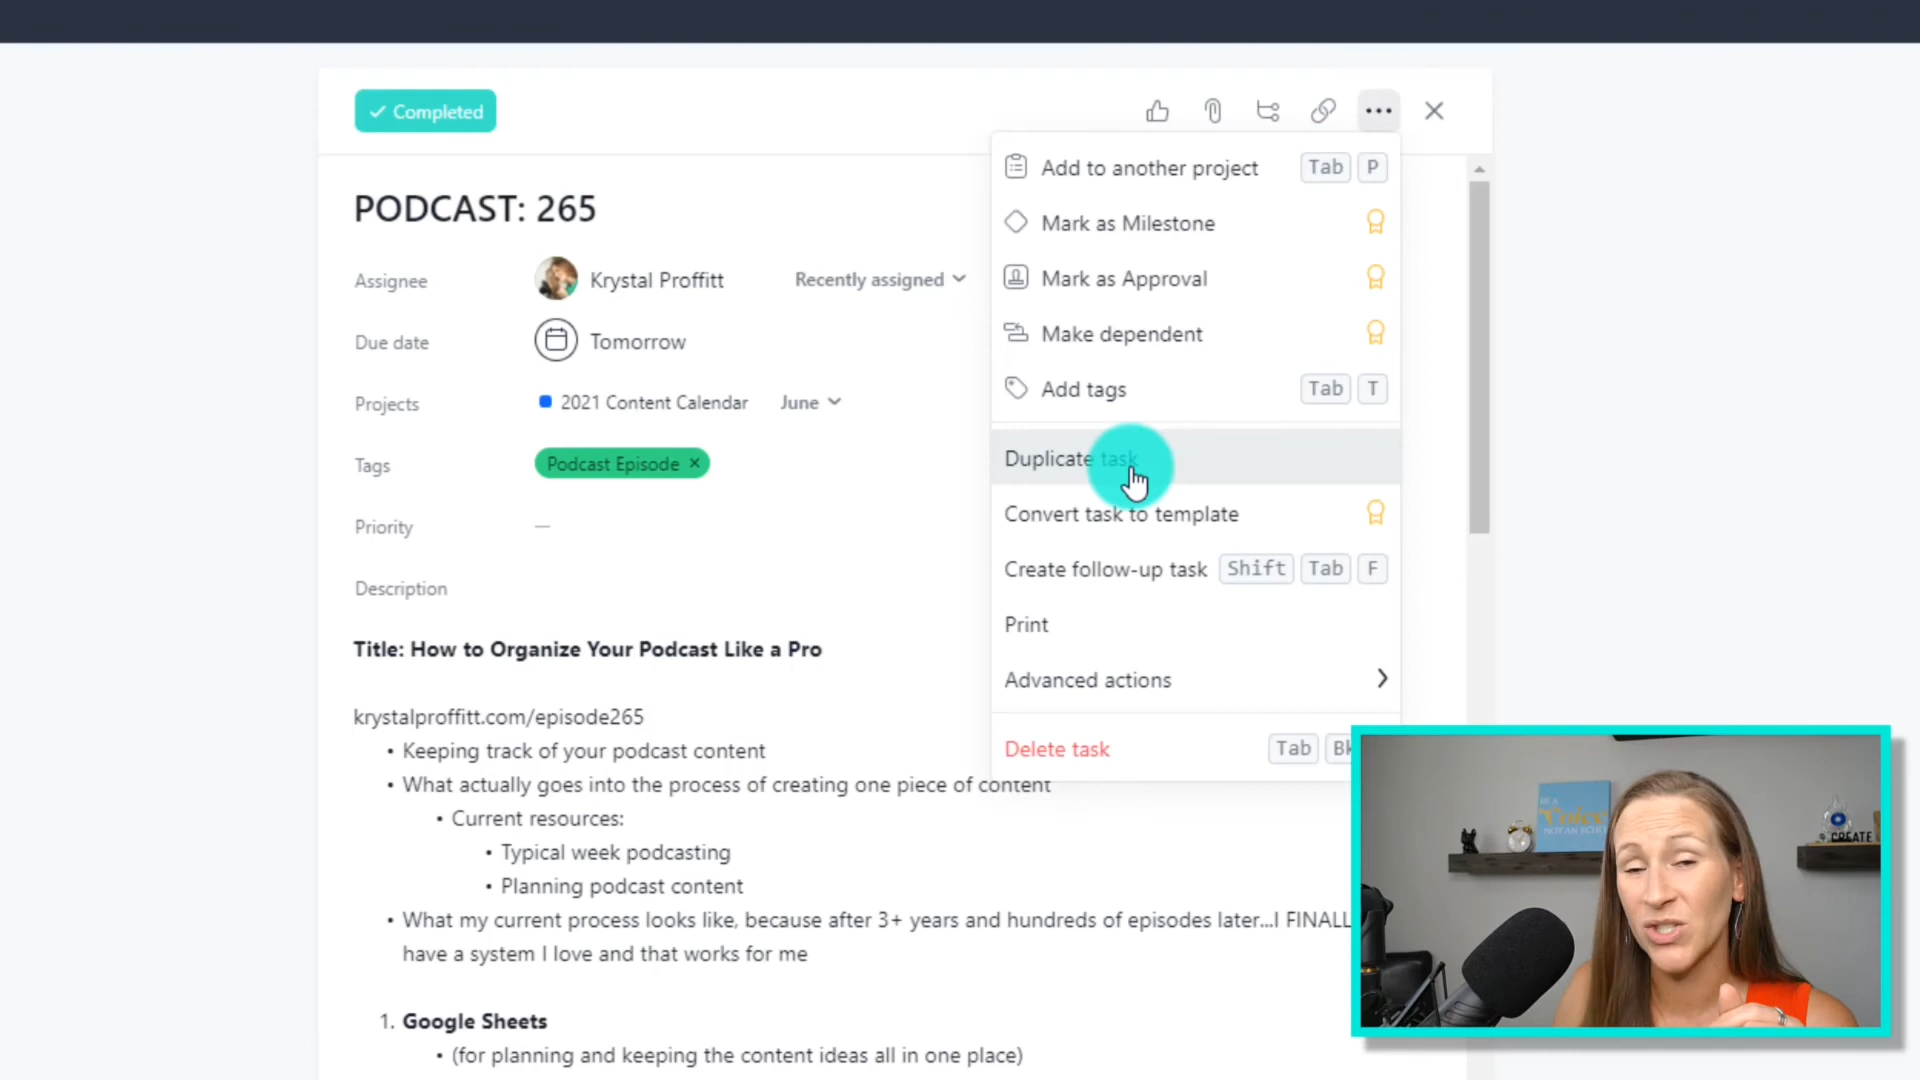 Completed
Add to another project Tab P
PODCAST: 265
Mark as Milestone
Assignee Krystal Proffitt Recently assigned
Mark as Approval
Due date Tomorrow
Make dependent
Projects 2021 Content Calendar June
Add tags Tab T
Tags Podcast Episode ×
Duplicate task
Priority —
Convert task to template
Description
Create follow-up task Shift Tab F
Print
Title: How to Organize Your Podcast Like a Pro
Advanced actions
krystalproffitt.com/episode265
Delete task Tab
• Keeping track of your podcast content
• What actually goes into the process of creating one piece of content
• Current resources:
• Typical week podcasting
• Planning podcast content
• What my current process looks like, because after 3+ years and hundreds of episodes later...I
have a system I love and that works for me
1. Google Sheets
• (for planning and keeping the content ideas all in one place)
BE A
Voice
NOT AN ECHO
CREATE